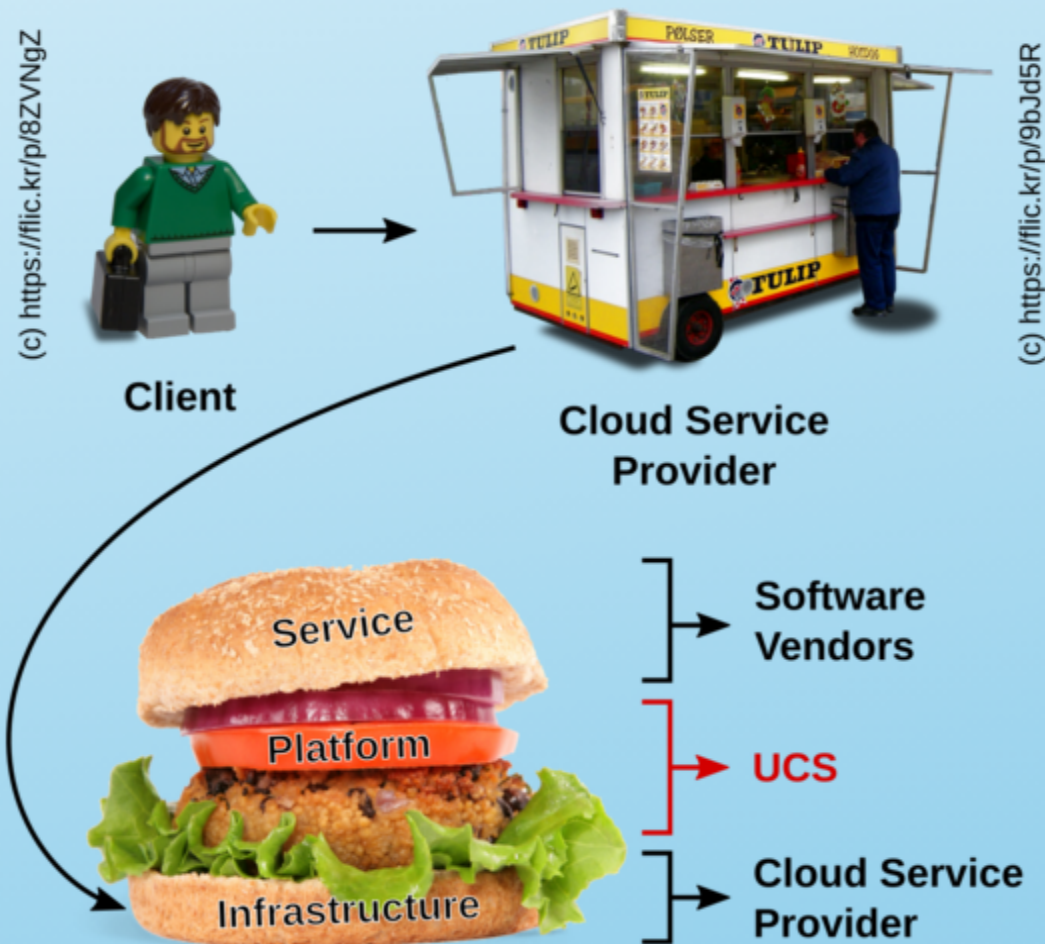 (c) https://flic.kr/p/8ZVNgZ
TULIP
PØLSER
TULIP
HOTDOG
(c) https://flic.kr/p/9bJd5R
TULIP
TULIP
Client
Cloud Service
Provider
Service
Platform
Infrastructure
Software
Vendors
UCS
Cloud Service
Provider